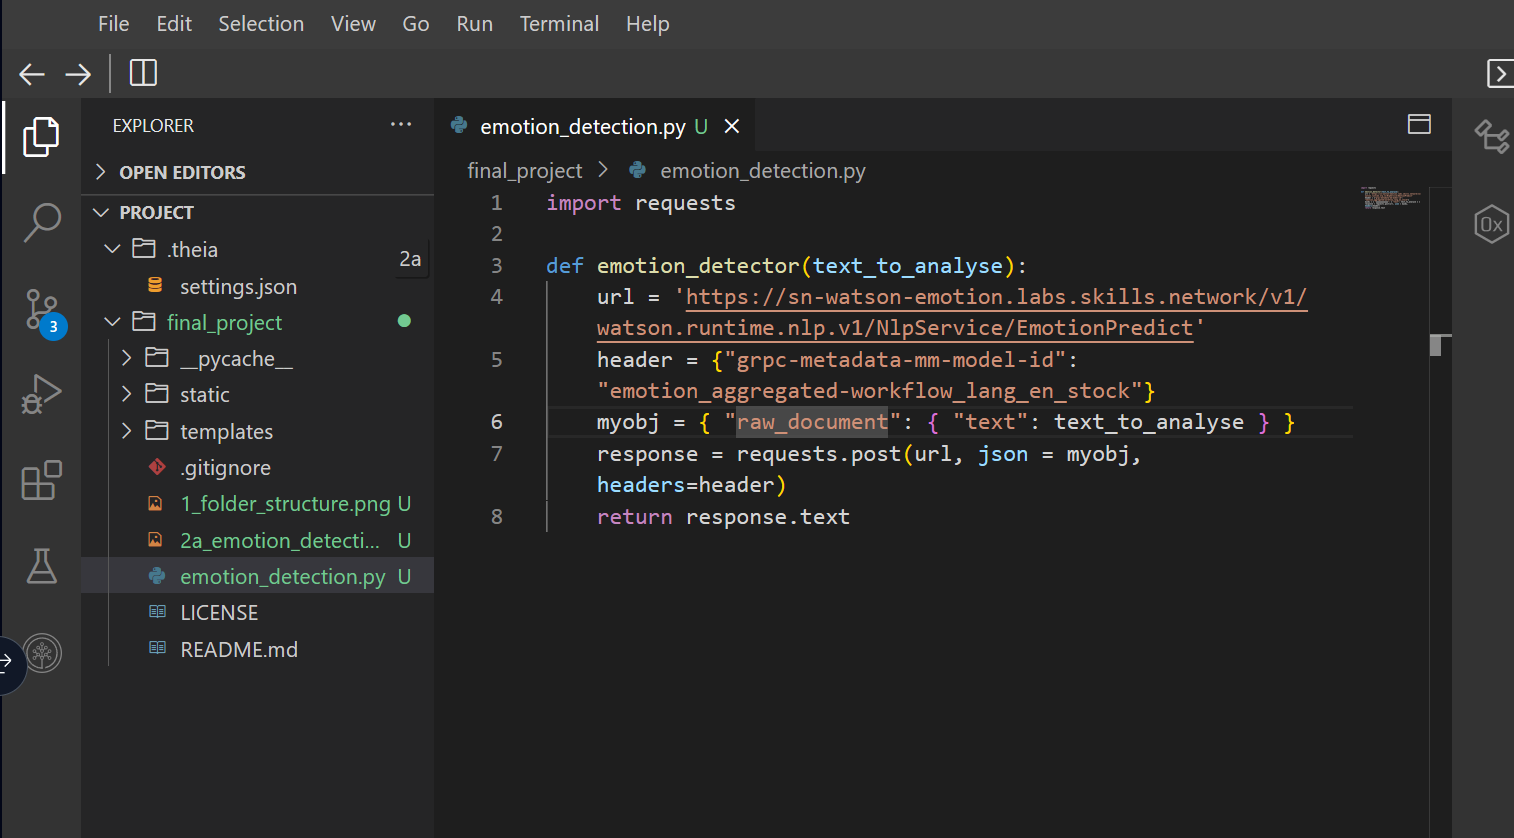 File Edit Selection View Go Run Terminal Help
EXPLORER
OPEN EDITORS
PROJECT
.theia
2a
settings.json
final_project
__pycache__
static
templates
.gitignore
1_folder_structure.png U
2a_emotion_detecti... U
emotion_detection.py U
LICENSE
README.md
3
emotion_detection.py U
final_project > emotion_detection.py
1 import requests
2
3 def emotion_detector(text_to_analyse):
4 url = 'https://sn-watson-emotion.labs.skills.network/v1/
watson.runtime.nlp.v1/NlpService/EmotionPredict'
5 header = {"grpc-metadata-mm-model-id":
"emotion_aggregated-workflow_lang_en_stock"}
6 myobj = { "raw_document": { "text": text_to_analyse } }
7 response = requests.post(url, json = myobj,
headers=header)
8 return response.text
0x